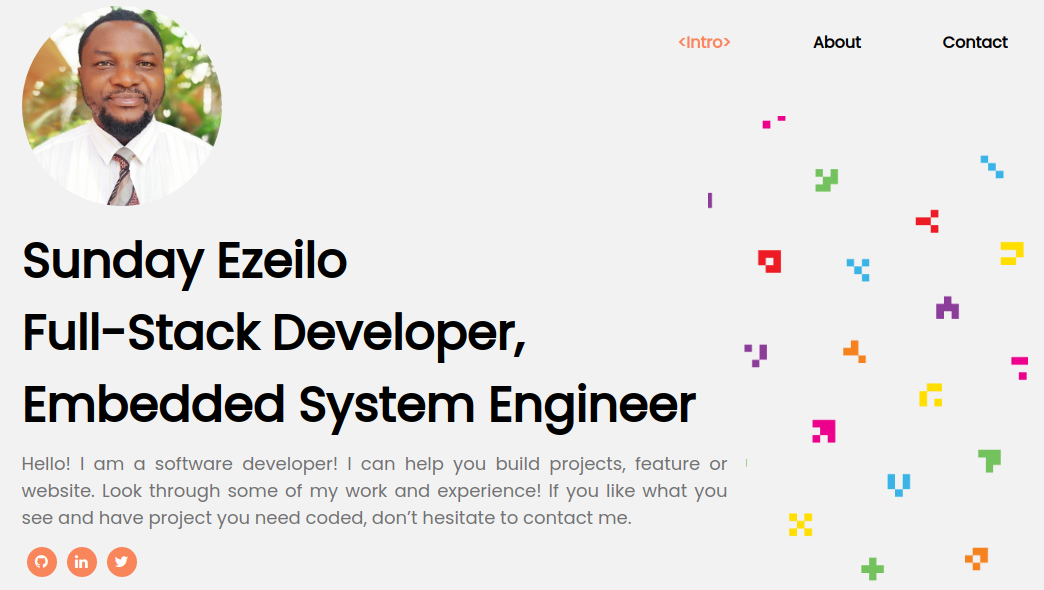 <Intro> About Contact
Sunday Ezeilo
Full-Stack Developer,
Embedded System Engineer
Hello! I am a software developer! I can help you build projects, feature or
website. Look through some of my work and experience! If you like what you
see and have project you need coded, don’t hesitate to contact me.
in